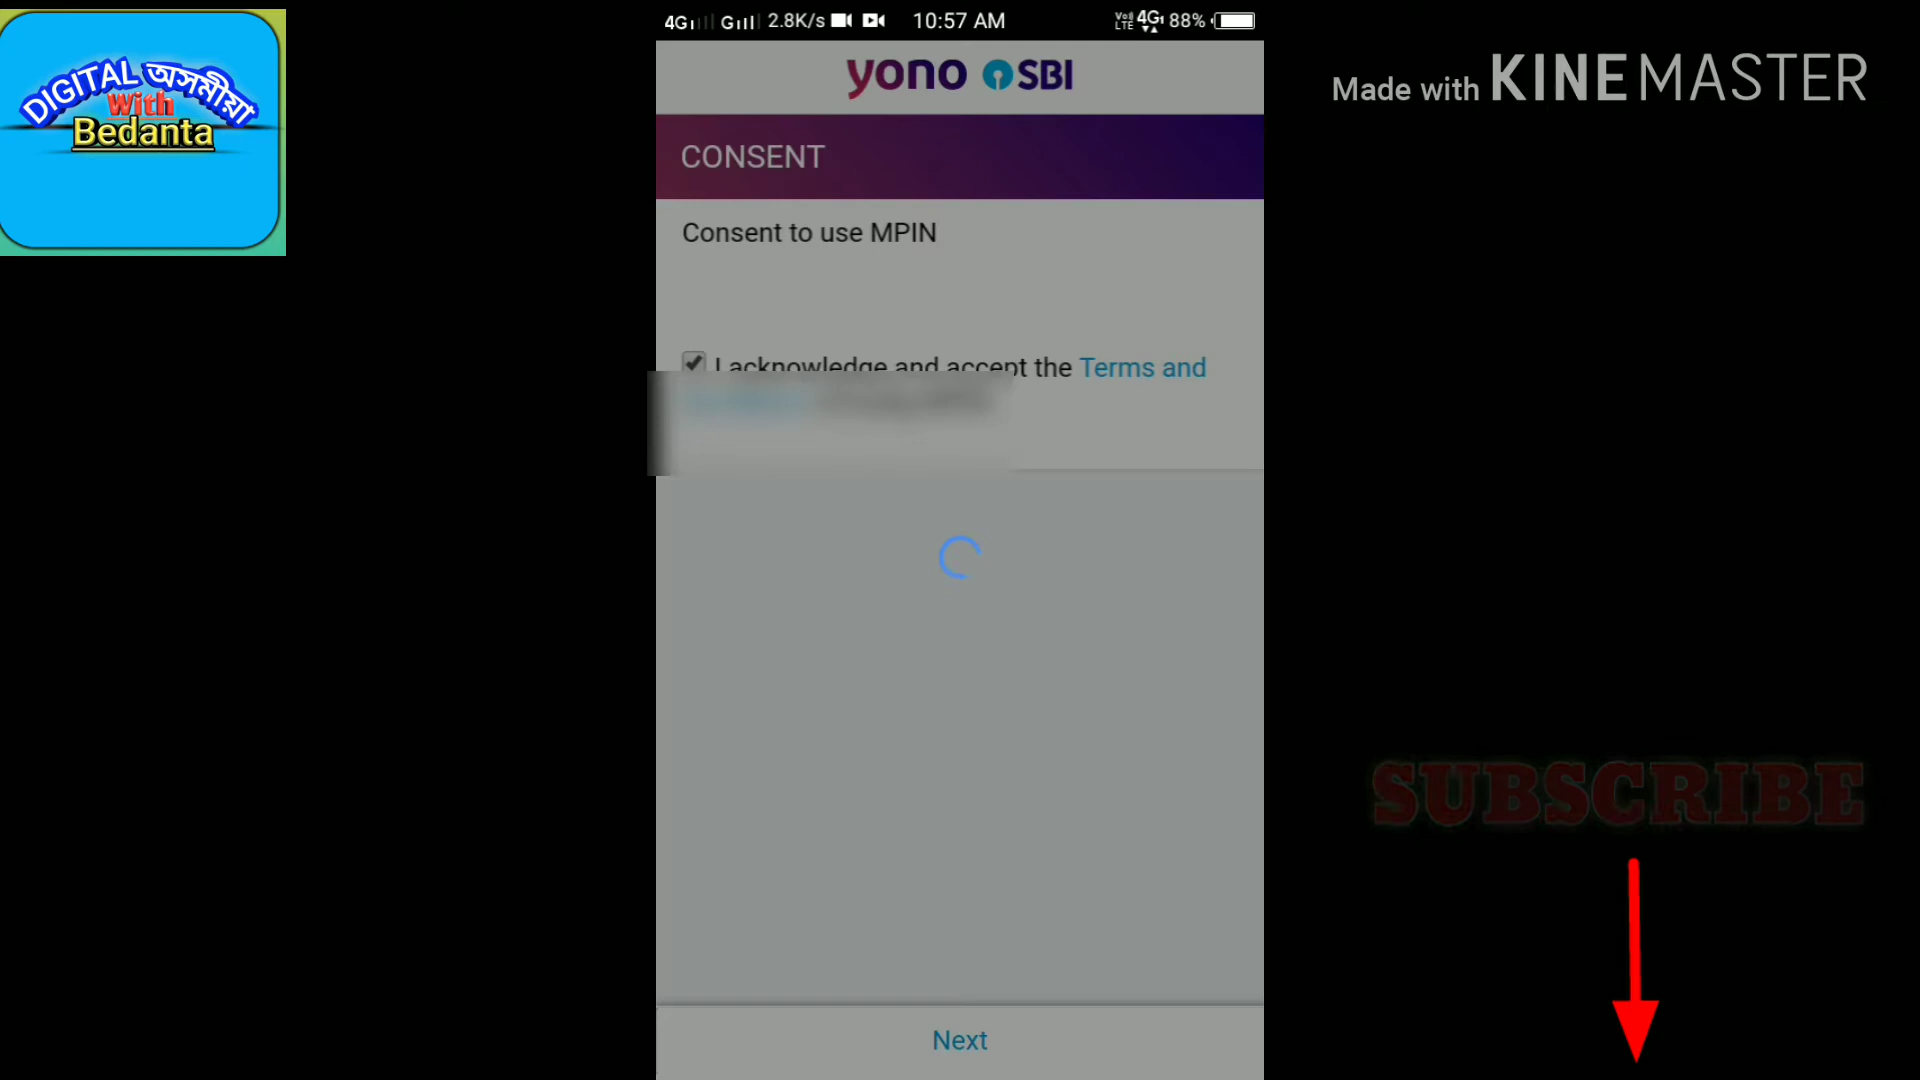 4G G 2.8K/s 10:57 AM VoLTE 4G 88%
DIGITAL অসমীয়া
With
Bedanta
yono SBI
Made with KINEMASTER
CONSENT
Consent to use MPIN
I acknowledge and accept the Terms and
SUBSCRIBE
Next